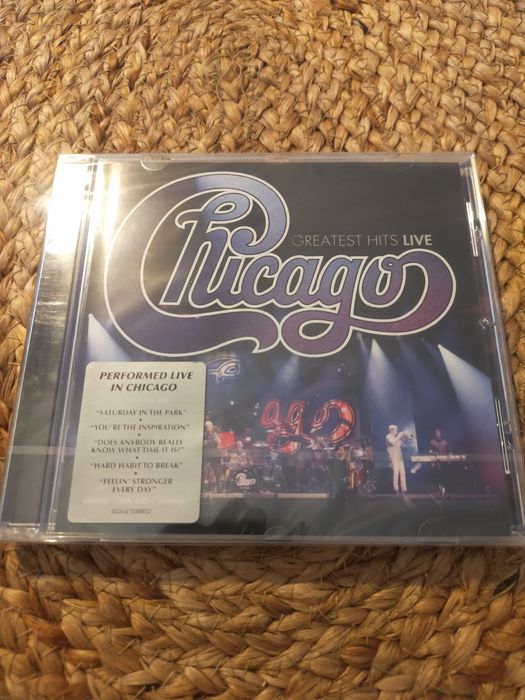 Chicago
GREATEST HITS LIVE
ago
PERFORMED LIVE
IN CHICAGO
"SATURDAY IN THE PARK"
"YOU'RE THE INSPIRATION"
"DOES ANYBODY REALLY
KNOW WHAT TIME IT IS?"
"HARD HABIT TO BREAK"
"FEELIN' STRONGER
EVERY DAY"